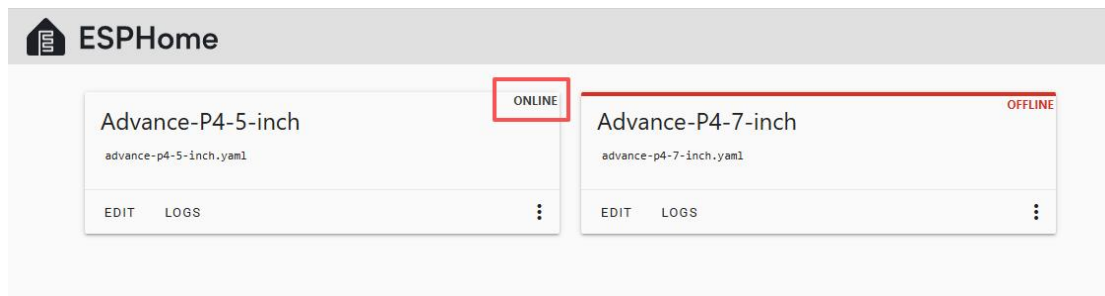 ESPHome
ONLINE
Advance-P4-5-inch
advance-p4-5-inch.yaml
EDIT LOGS
OFFLINE
Advance-P4-7-inch
advance-p4-7-inch.yaml
EDIT LOGS